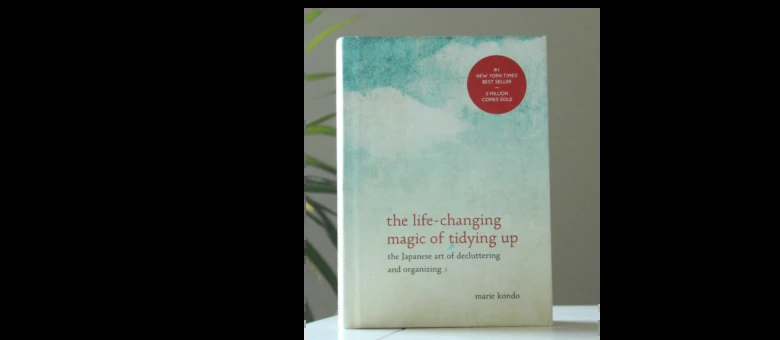 #1
NEW YORK TIMES
BEST SELLER
—
3 MILLION
COPIES SOLD
the life-changing
magic of tidying up
the Japanese art of decluttering
and organizing
marie kondo